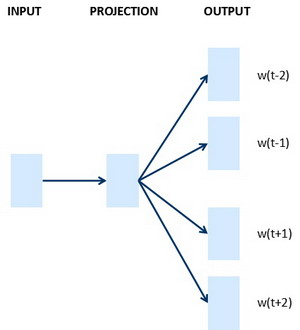 INPUT PROJECTION OUTPUT
w(t-2)
w(t-1)
w(t+1)
w(t+2)